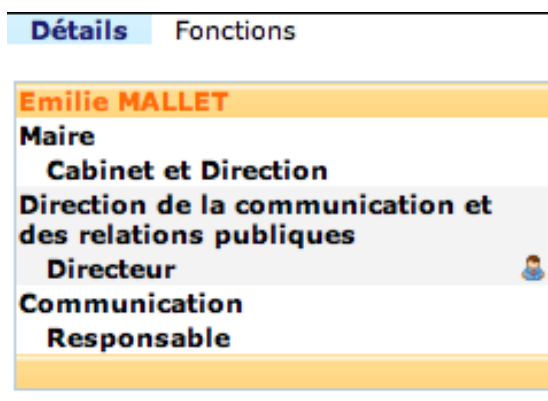 Détails Fonctions
Emilie MALLET
Maire
Cabinet et Direction
Direction de la communication et
des relations publiques
Directeur
Communication
Responsable